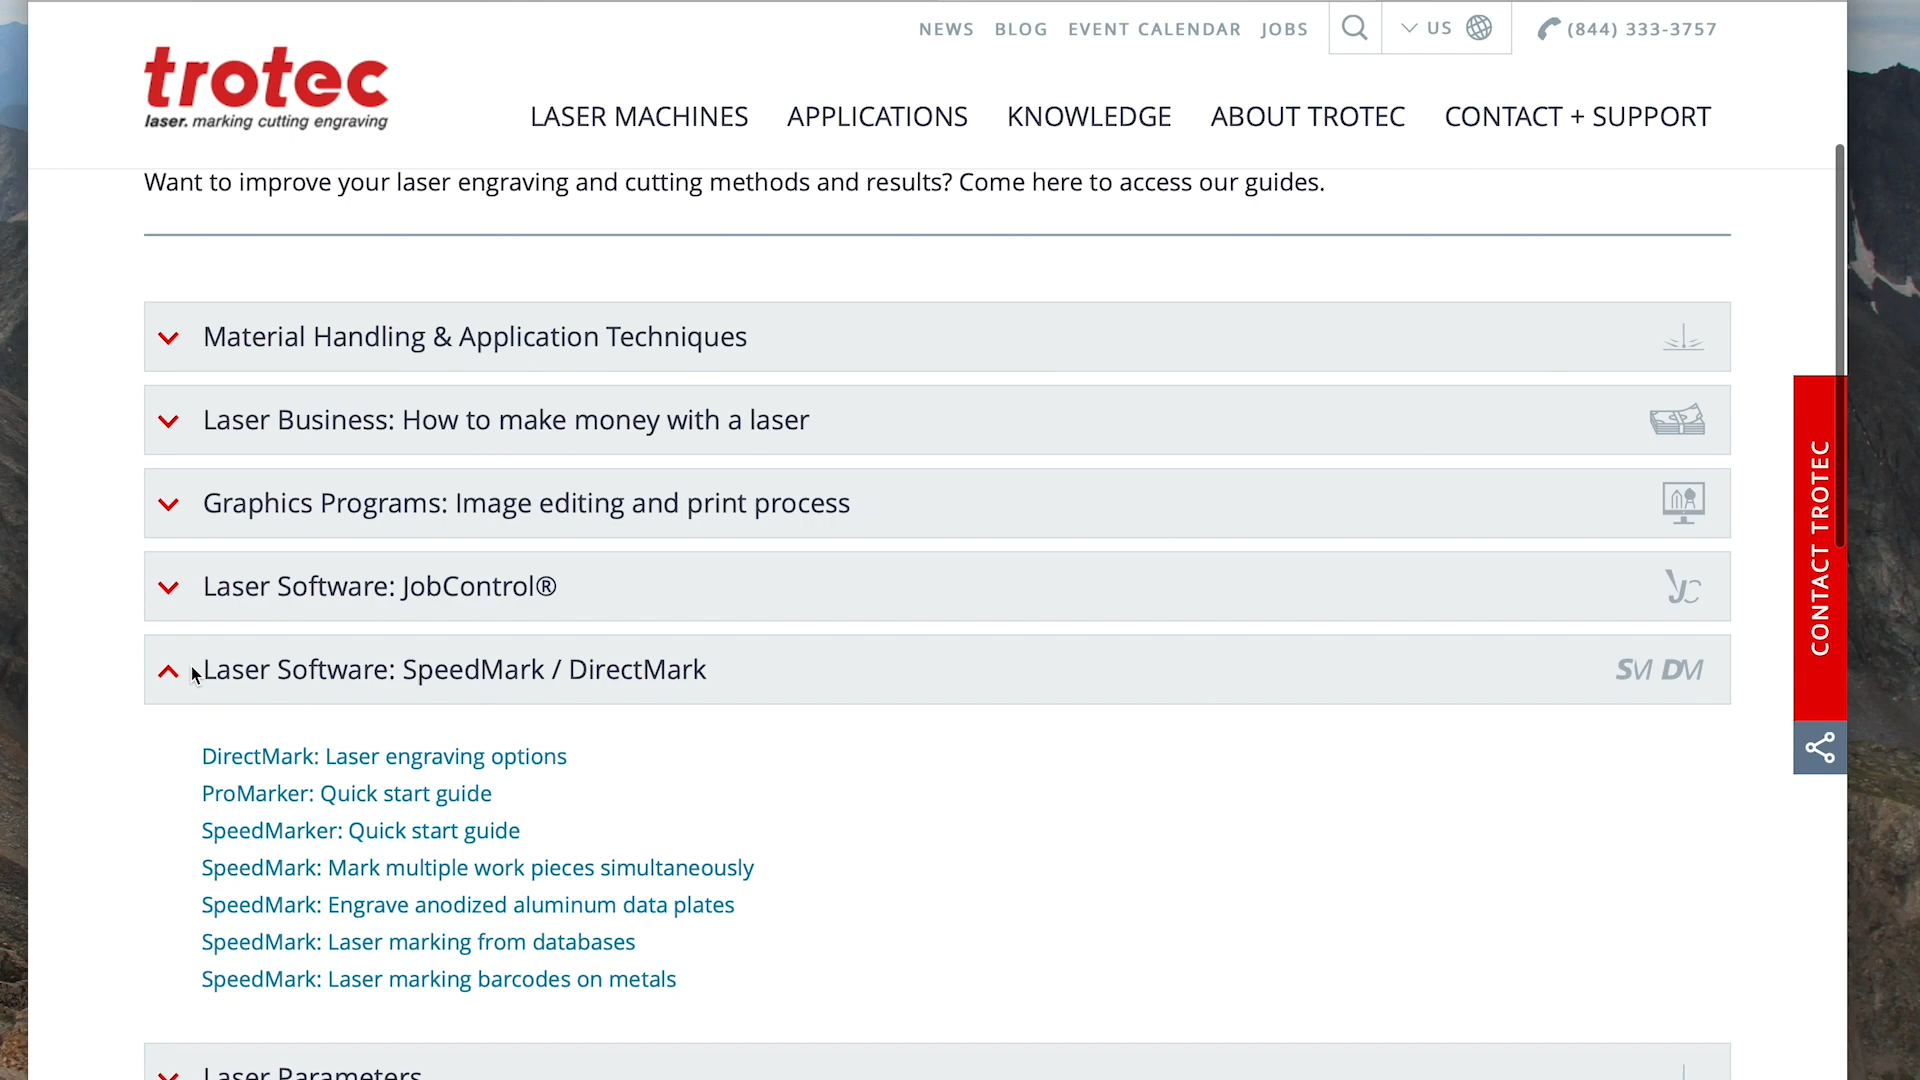 NEWS BLOG EVENT CALENDAR JOBS US (844) 333-3757
trotec
laser. marking cutting engraving
LASER MACHINES APPLICATIONS KNOWLEDGE ABOUT TROTEC CONTACT + SUPPORT
Want to improve your laser engraving and cutting methods and results? Come here to access our guides.
Material Handling & Application Techniques
Laser Business: How to make money with a laser
Graphics Programs: Image editing and print process
Laser Software: JobControl®
JC
Laser Software: SpeedMark / DirectMark
SM DM
DirectMark: Laser engraving options
ProMarker: Quick start guide
SpeedMarker: Quick start guide
SpeedMark: Mark multiple work pieces simultaneously
SpeedMark: Engrave anodized aluminum data plates
SpeedMark: Laser marking from databases
SpeedMark: Laser marking barcodes on metals
Laser Parameters
CONTACT TROTEC